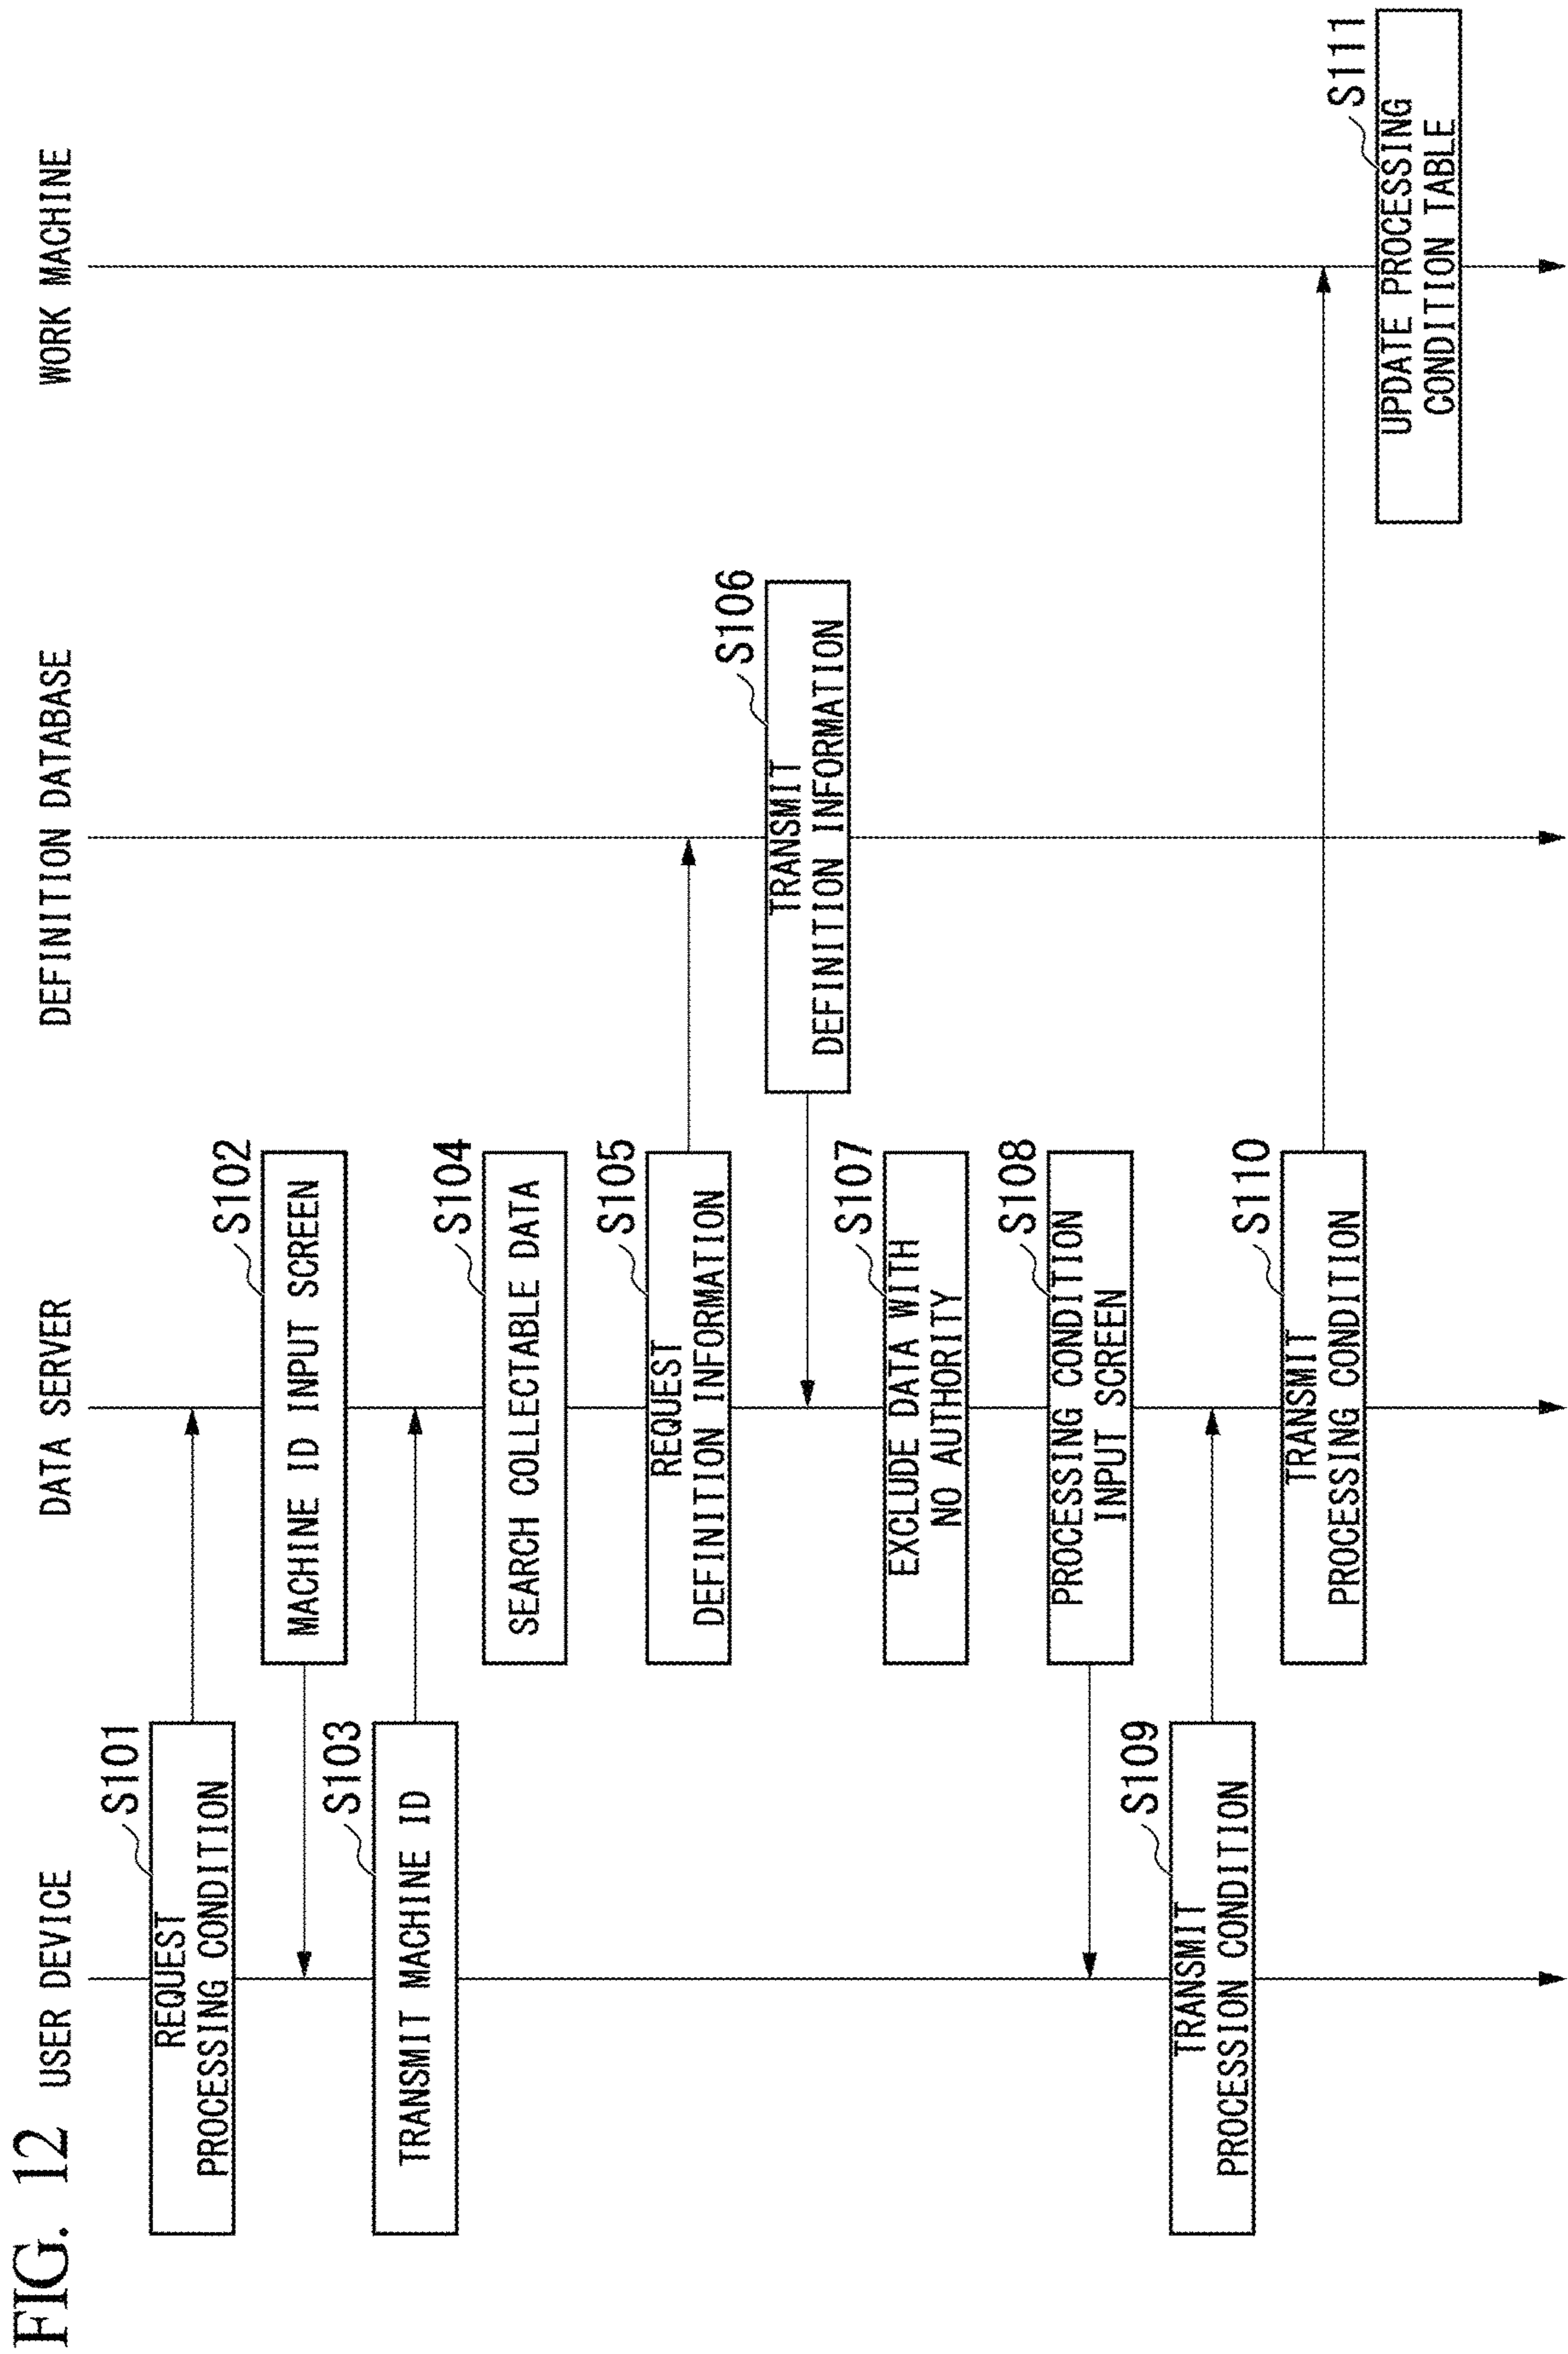 FIG. 12
USER DEVICE
DATA SERVER
DEFINITION DATABASE
WORK MACHINE
S101
REQUEST
PROCESSING CONDITION
S102
MACHINE ID INPUT SCREEN
S103
TRANSMIT MACHINE ID
S104
SEARCH COLLECTABLE DATA
S105
REQUEST
DEFINITION INFORMATION
S106
TRANSMIT
DEFINITION INFORMATION
S107
EXCLUDE DATA WITH
NO AUTHORITY
S108
PROCESSING CONDITION
INPUT SCREEN
S109
TRANSMIT
PROCESSION CONDITION
S110
TRANSMIT
PROCESSING CONDITION
S111
UPDATE PROCESSING
CONDITION TABLE